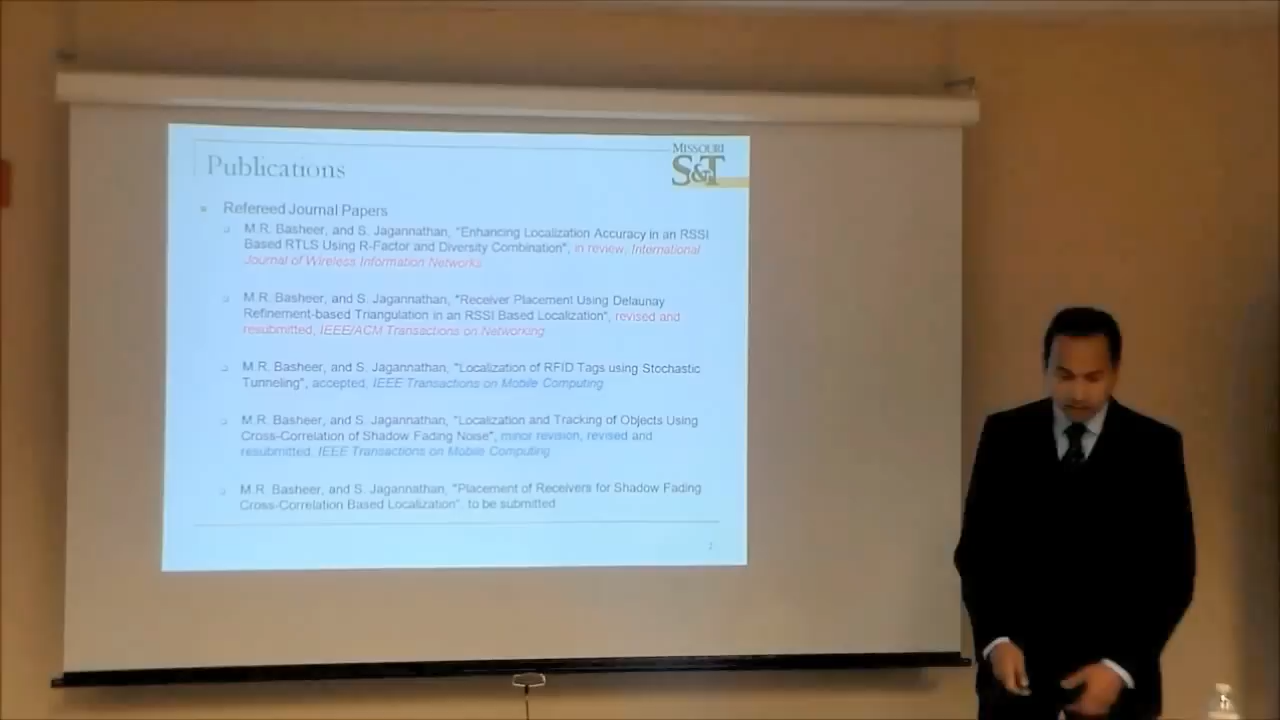 Publications
MISSOURI
S&T
Refereed Journal Papers
M.R. Basheer, and S. Jagannathan, "Enhancing Localization Accuracy in an RSSI
Based RTLS Using R-Factor and Diversity Combination", in review, International
Journal of Wireless Information Networks
M.R. Basheer, and S. Jagannathan, "Receiver Placement Using Delaunay
Refinement-based Triangulation in an RSSI Based Localization", revised and
resubmitted, IEEE/ACM Transactions on Networking
M.R. Basheer, and S. Jagannathan, "Localization of RFID Tags using Stochastic
Tunneling", accepted, IEEE Transactions on Mobile Computing
M.R. Basheer, and S. Jagannathan, "Localization and Tracking of Objects Using
Cross-Correlation of Shadow Fading Noise", minor revision, revised and
resubmitted, IEEE Transactions on Mobile Computing
M.R. Basheer, and S. Jagannathan, "Placement of Receivers for Shadow Fading
Cross-Correlation Based Localization", to be submitted